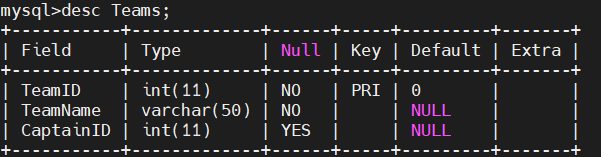 mysql>desc Teams;
+-----------+-------------+------+-----+---------+-------+
| Field     | Type        | Null | Key | Default | Extra |
+-----------+-------------+------+-----+---------+-------+
| TeamID    | int(11)     | NO   | PRI | 0       |       |
| TeamName  | varchar(50) | NO   |     | NULL    |       |
| CaptainID | int(11)     | YES  |     | NULL    |       |
+-----------+-------------+------+-----+---------+-------+